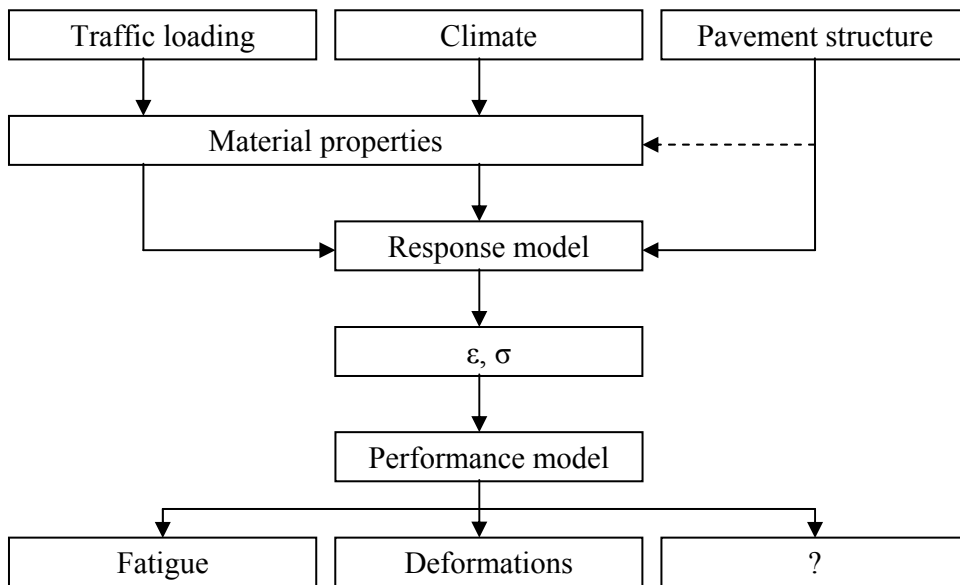 Traffic loading
Climate
Pavement structure
Material properties
Response model
ε, σ
Performance model
Fatigue
Deformations
?